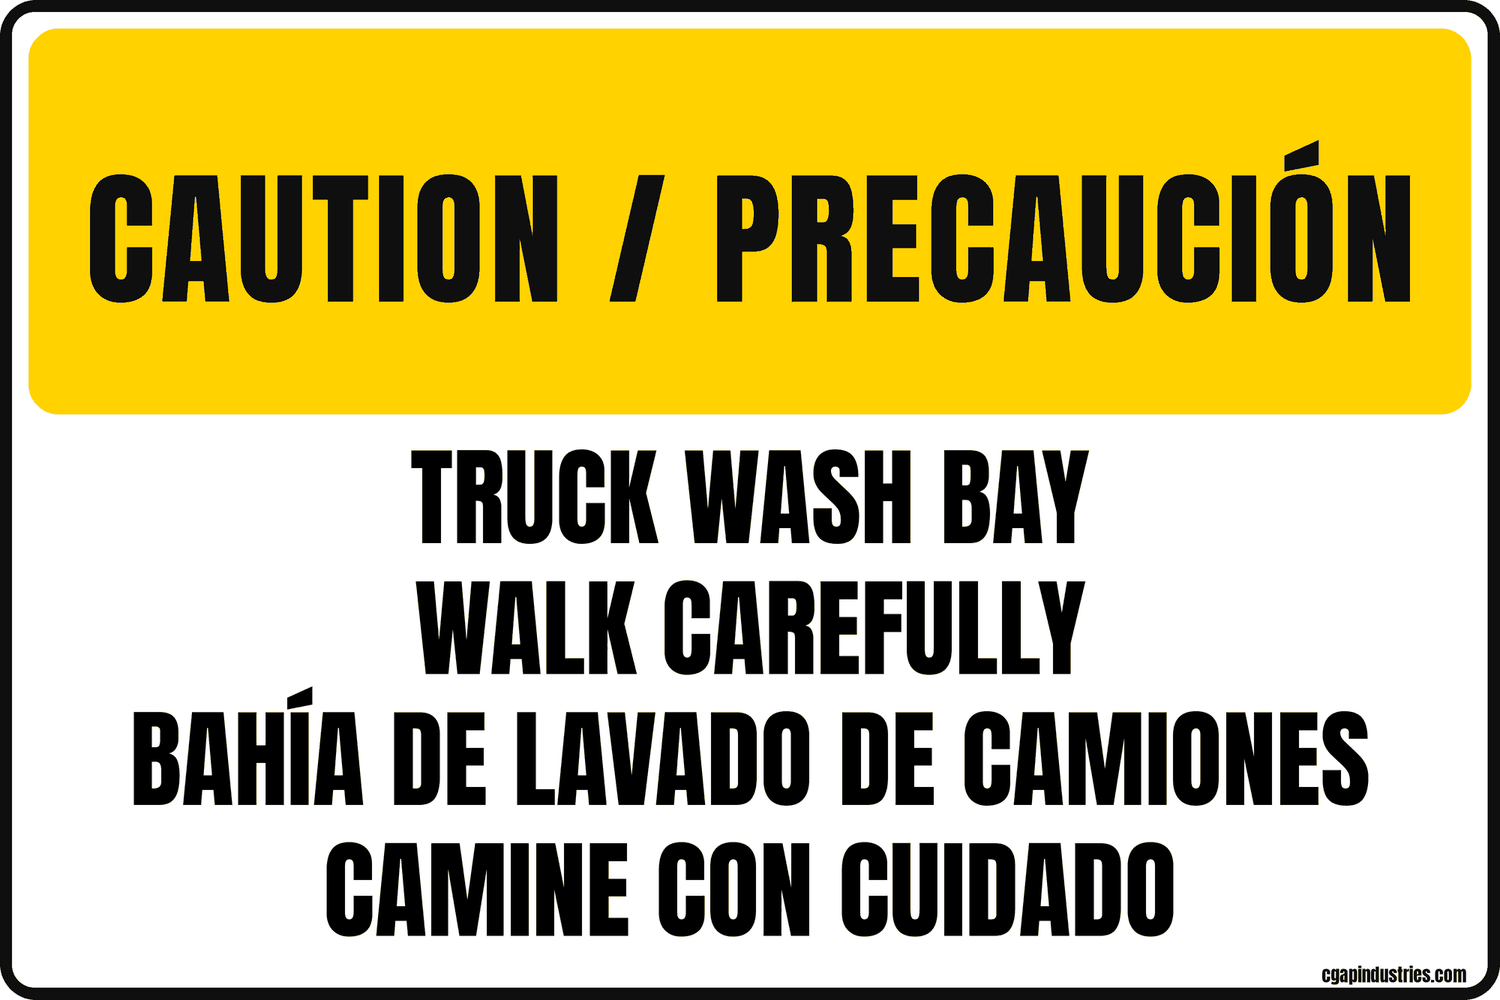 CAUTION / PRECAUCIÓN
TRUCK WASH BAY
WALK CAREFULLY
BAHÍA DE LAVADO DE CAMIONES
CAMINE CON CUIDADO
cgapindustries.com